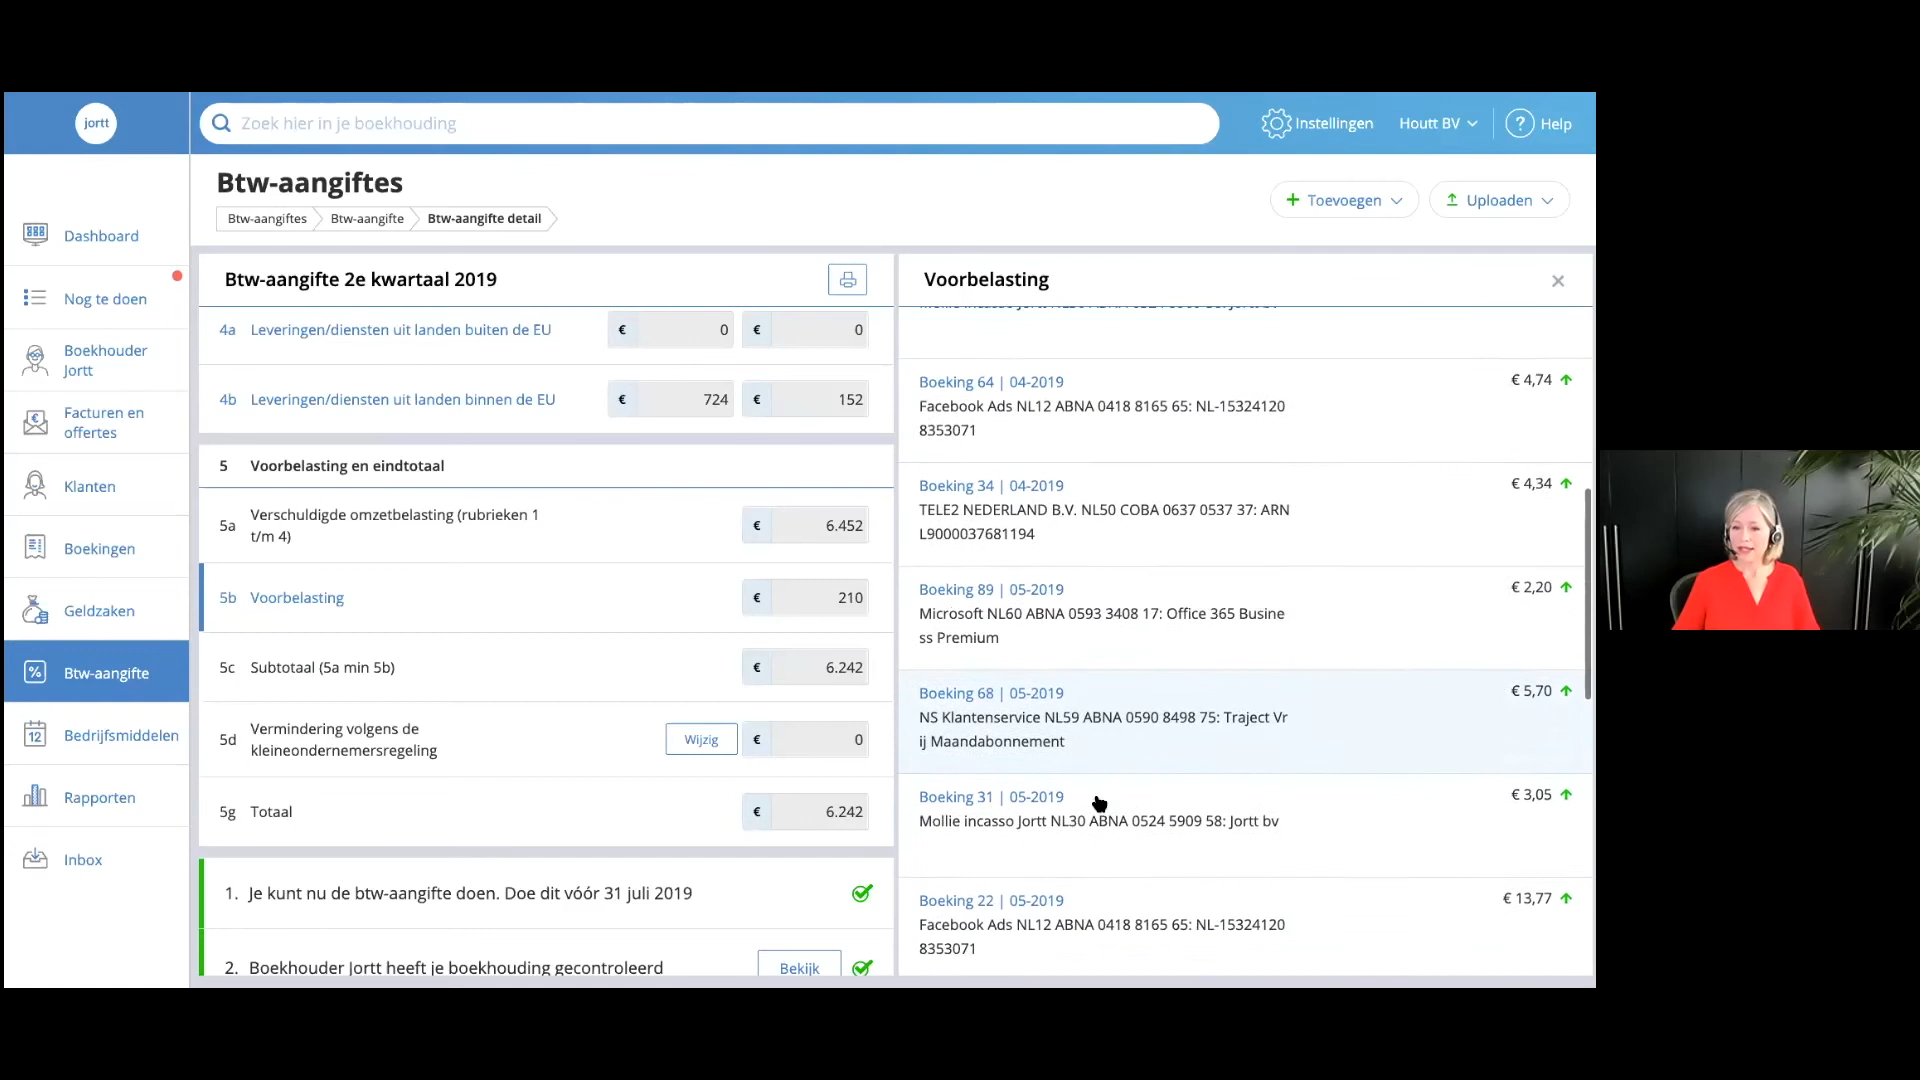 jortt
Zoek hier in je boekhouding
Instellingen
Houtt BV
? Help
Btw-aangiftes
Btw-aangiftes
Btw-aangifte
Btw-aangifte detail
+ Toevoegen
Uploaden
Dashboard
Nog te doen
Boekhouder
Jortt
Facturen en
offertes
Klanten
Boekingen
Geldzaken
Btw-aangifte
12 Bedrijfsmiddelen
Rapporten
Inbox
Btw-aangifte 2e kwartaal 2019
4a Leveringen/diensten uit landen buiten de EU € 0 € 0
4b Leveringen/diensten uit landen binnen de EU € 724 € 152
5 Voorbelasting en eindtotaal
5a Verschuldigde omzetbelasting (rubrieken 1
t/m 4) € 6.452
5b Voorbelasting € 210
5c Subtotaal (5a min 5b) € 6.242
5d Vermindering volgens de
kleineondernemersregeling Wijzig € 0
5g Totaal € 6.242
1. Je kunt nu de btw-aangifte doen. Doe dit vóór 31 juli 2019
2. Boekhouder Jortt heeft je boekhouding gecontroleerd Bekijk
Voorbelasting
Boeking 64 | 04-2019 € 4,74
Facebook Ads NL12 ABNA 0418 8165 65: NL-15324120
8353071
Boeking 34 | 04-2019 € 4,34
TELE2 NEDERLAND B.V. NL50 COBA 0637 0537 37: ARN
L9000037681194
Boeking 89 | 05-2019 € 2,20
Microsoft NL60 ABNA 0593 3408 17: Office 365 Busine
ss Premium
Boeking 68 | 05-2019 € 5,70
NS Klantenservice NL59 ABNA 0590 8498 75: Traject Vr
ij Maandabonnement
Boeking 31 | 05-2019 € 3,05
Mollie incasso Jortt NL30 ABNA 0524 5909 58: Jortt bv
Boeking 22 | 05-2019 € 13,77
Facebook Ads NL12 ABNA 0418 8165 65: NL-15324120
8353071